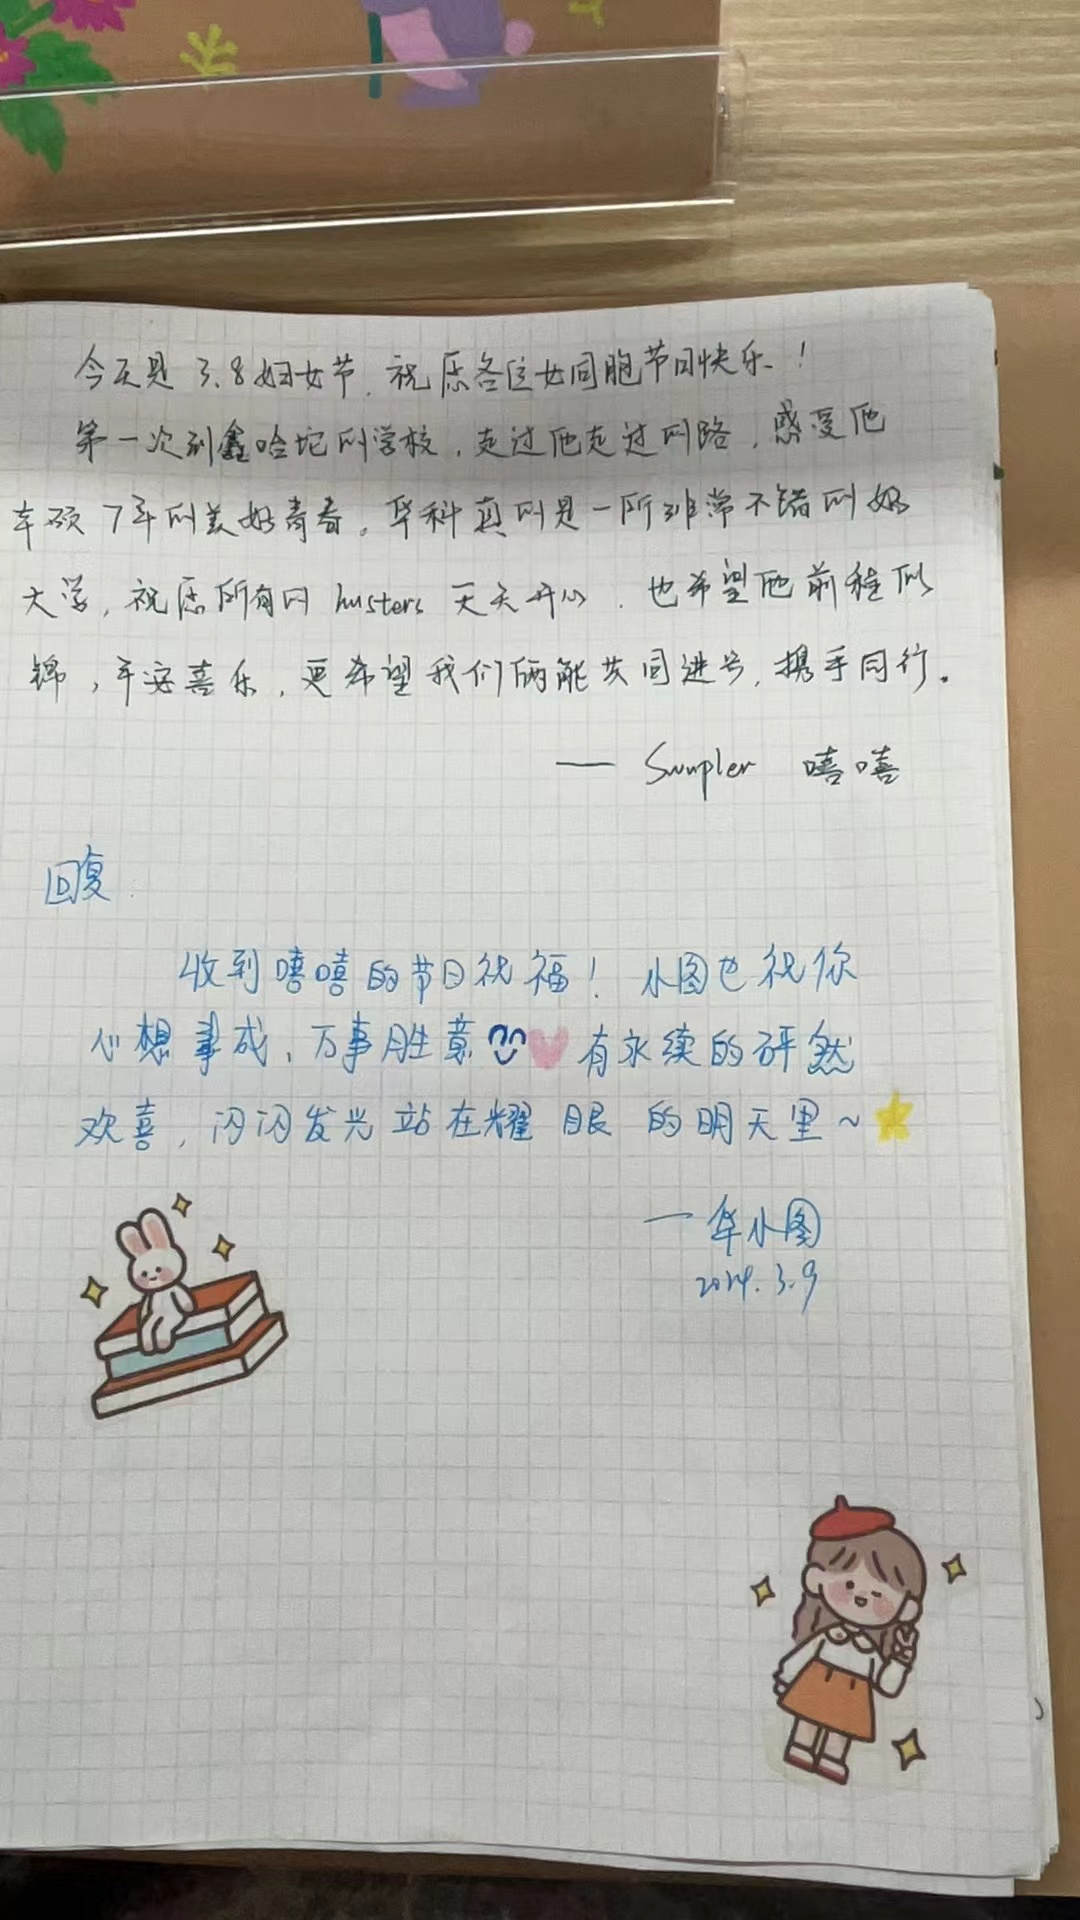 今天是 3.8妇女节，祝愿各位女同胞节日快乐！
第一次到鑫哈坨的学校，走过他走过的路，感受他
本硕7年的美好青春。华科真的是一所非常不错的好
大学，祝愿所有的 husters 天天开心，也希望他前程似
锦，平安喜乐，更希望我们俩能共同进步，携手同行。
—— 嘻嘻
回复：
收到嘻嘻的节日祝福！小图也祝你
心想事成，万事胜意 有永续的砰然
欢喜，闪闪发光站在耀眼的明天里~
—华小图
2024.3.9